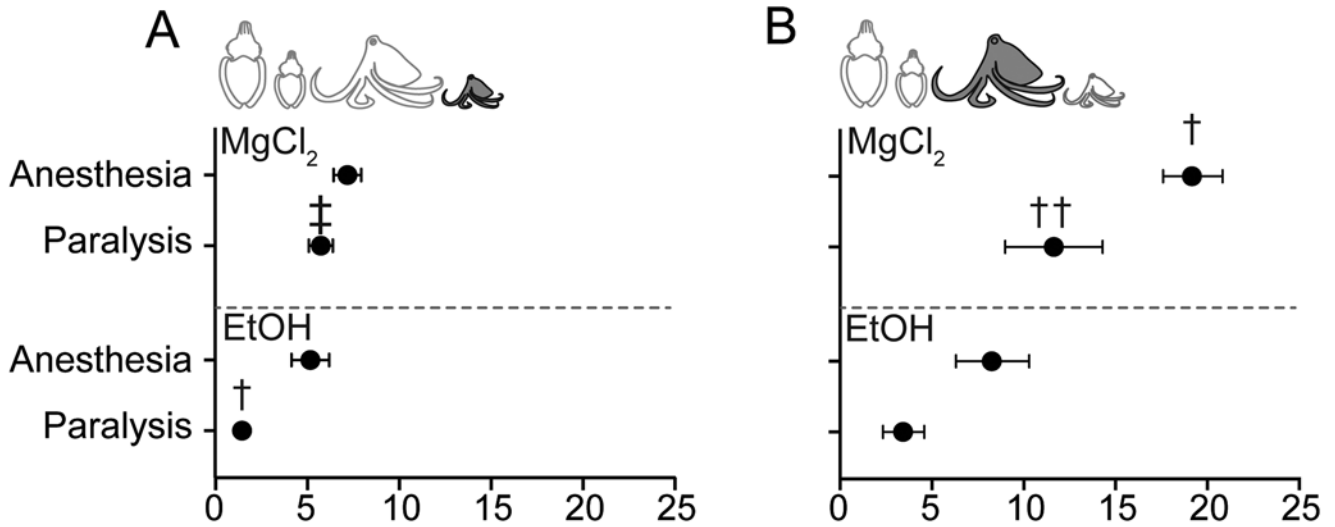 A
MgCl₂
Anesthesia
‡
Paralysis
EtOH
Anesthesia
†
Paralysis
0 5 10 15 20 25
B
†
MgCl₂
††
EtOH
0 5 10 15 20 25